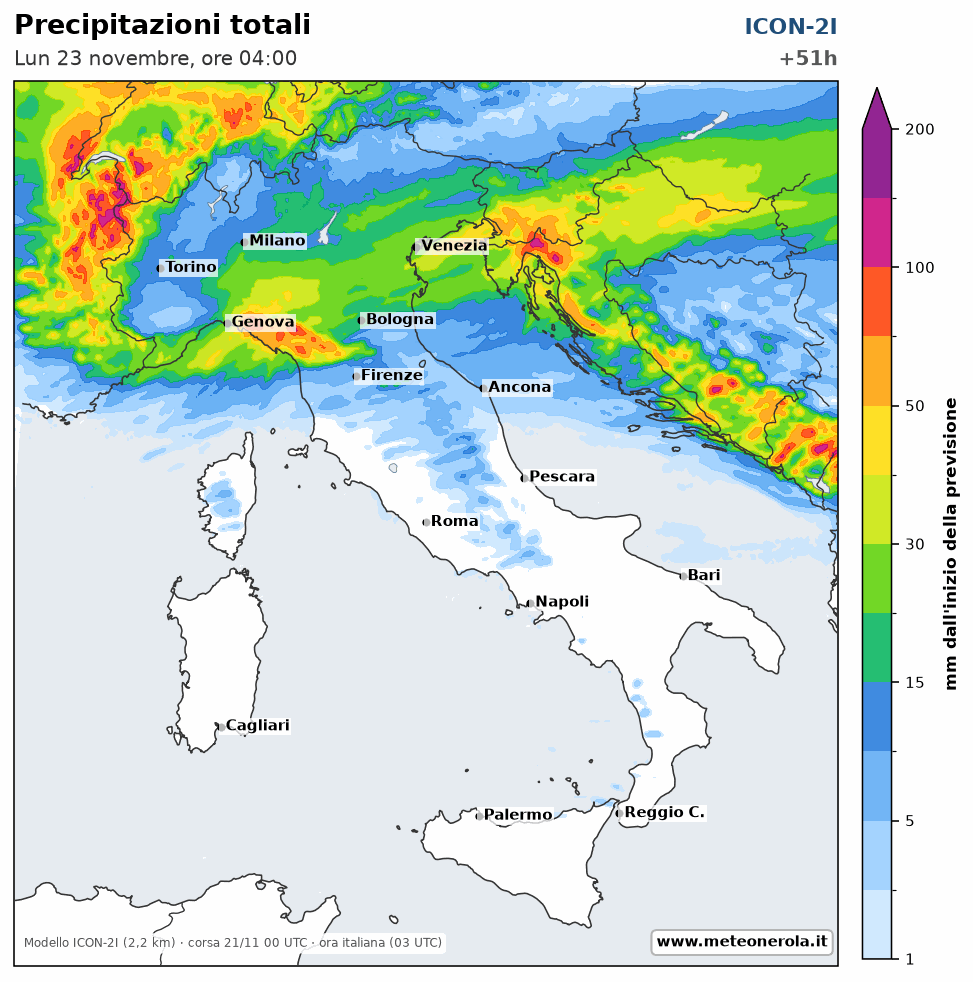 Precipitazioni totali
ICON-2I
Lun 23 novembre, ore 04:00
+51h
Milano
Venezia
Torino
Genova
Bologna
Firenze
Ancona
Pescara
Roma
Bari
Napoli
Cagliari
Palermo
Reggio C.
200
100
50
30
15
5
1
mm dall'inizio della previsione
Modello ICON-2I (2,2 km) · corsa 21/11 00 UTC · ora italiana (03 UTC)
www.meteonerola.it